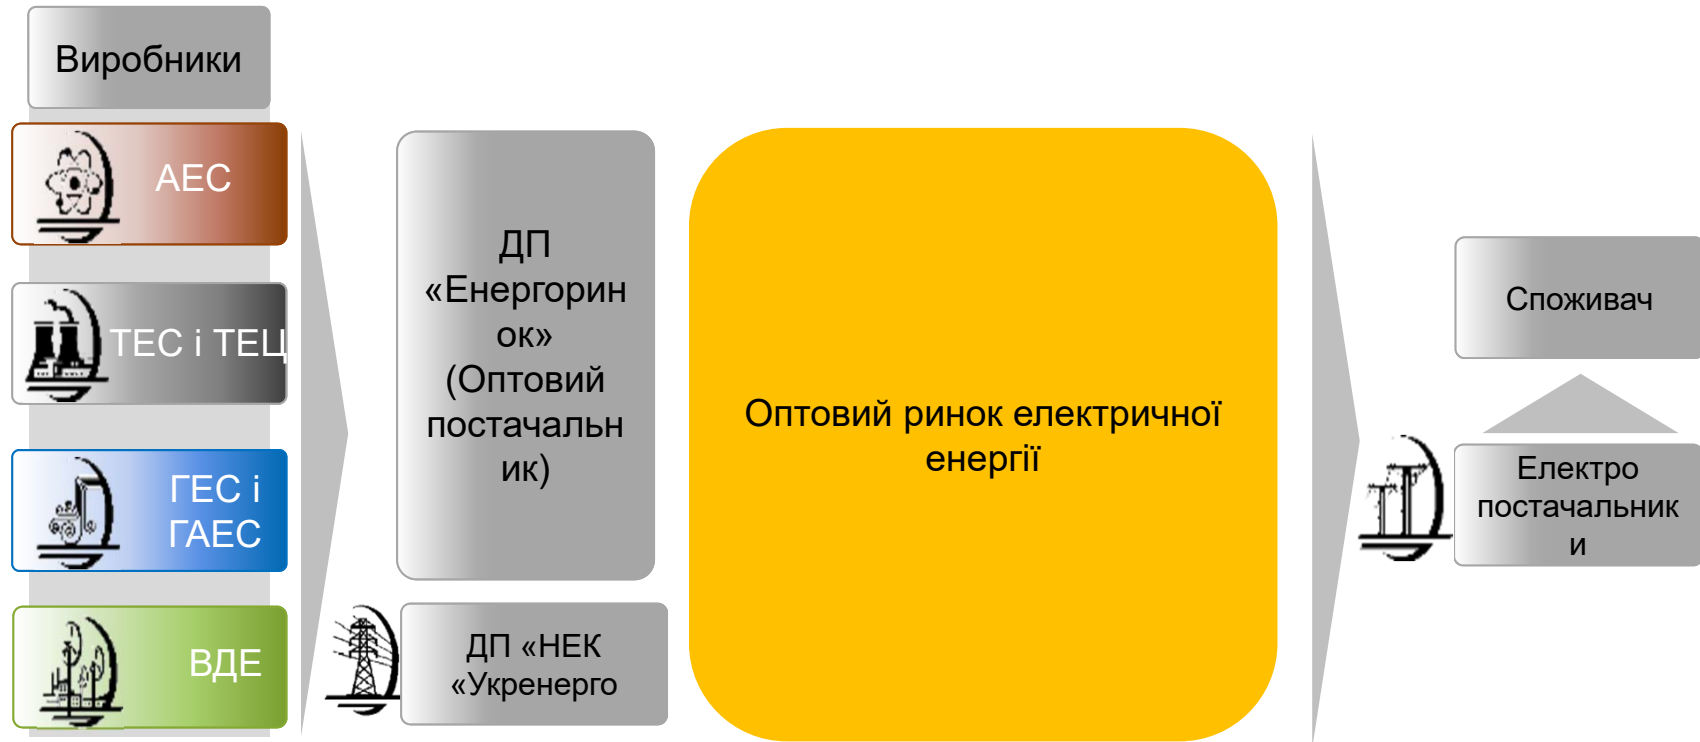 Виробники
АЕС
ТЕС і ТЕЦ
ГЕС і
ГАЕС
ВДЕ
ДП
«Енергорин
ок»
(Оптовий
постачальн
ик)
ДП «НЕК
«Укренерго
Оптовий ринок електричної
енергії
Споживач
Електро
постачальник
и